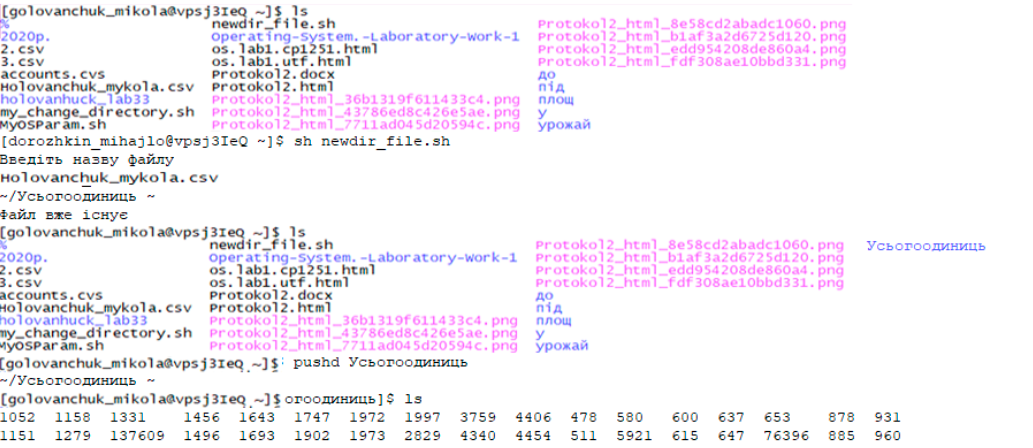 [golovanchuk_mikola@vpsj3IeQ ~]$ ls
% newdir_file.sh Protokol2_html_8e58cd2abadc1060.png
2020р. Operating-System.-Laboratory-Work-1 Protokol2_html_b1af3a2d6725d120.png
2.csv os.lab1.cp1251.html Protokol2_html_edd954208de860a4.png
3.csv os.lab1.utf.html Protokol2_html_fdf308ae10bbd331.png
accounts.cvs Protokol2.docx до
Holovanchuk_mykola.csv Protokol2.html під
holovanhuck_lab33 Protokol2_html_36b1319f611433c4.png площ
my_change_directory.sh Protokol2_html_43786ed8c426e5ae.png у
MyOSParam.sh Protokol2_html_7711ad045d20594c.png урожай
[dorozhkin_mihajlo@vpsj3IeQ ~]$ sh newdir_file.sh
Введіть назву файлу
Holovanchuk_mykola.csv
~/Усьогоодиниць ~
Файл вже існує
[golovanchuk_mikola@vpsj3IeQ ~]$ ls
% newdir_file.sh Protokol2_html_8e58cd2abadc1060.png Усьогоодиниць
2020р. Operating-System.-Laboratory-Work-1 Protokol2_html_b1af3a2d6725d120.png
2.csv os.lab1.cp1251.html Protokol2_html_edd954208de860a4.png
3.csv os.lab1.utf.html Protokol2_html_fdf308ae10bbd331.png
accounts.cvs Protokol2.docx до
Holovanchuk_mykola.csv Protokol2.html під
holovanhuck_lab33 Protokol2_html_36b1319f611433c4.png площ
my_change_directory.sh Protokol2_html_43786ed8c426e5ae.png у
MyOSParam.sh Protokol2_html_7711ad045d20594c.png урожай
[golovanchuk_mikola@vpsj3IeQ ~]$ pushd Усьогоодиниць
~/Усьогоодиниць ~
[golovanchuk_mikola@vpsj3IeQ ~]$ огоодиниць]$ ls
1052 1158 1331 1456 1643 1747 1972 1997 3759 4406 478 580 600 637 653 878 931
1151 1279 137609 1496 1693 1902 1973 2829 4340 4454 511 5921 615 647 76396 885 960